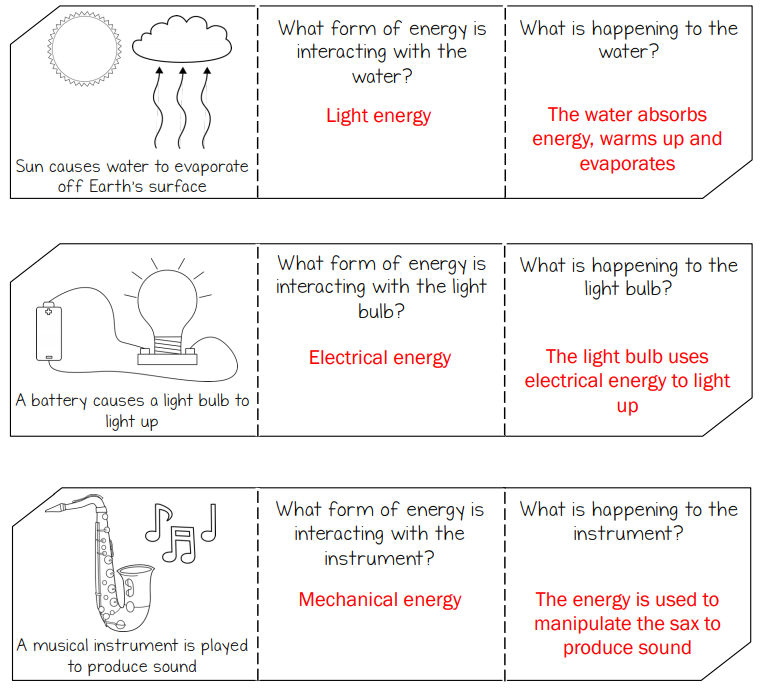 Sun causes water to evaporate
off Earth's surface
What form of energy is
interacting with the
water?
Light energy
What is happening to the
water?
The water absorbs
energy, warms up and
evaporates
A battery causes a light bulb to
light up
What form of energy is
interacting with the light
bulb?
Electrical energy
What is happening to the
light bulb?
The light bulb uses
electrical energy to light
up
A musical instrument is played
to produce sound
What form of energy is
interacting with the
instrument?
Mechanical energy
What is happening to the
instrument?
The energy is used to
manipulate the sax to
produce sound